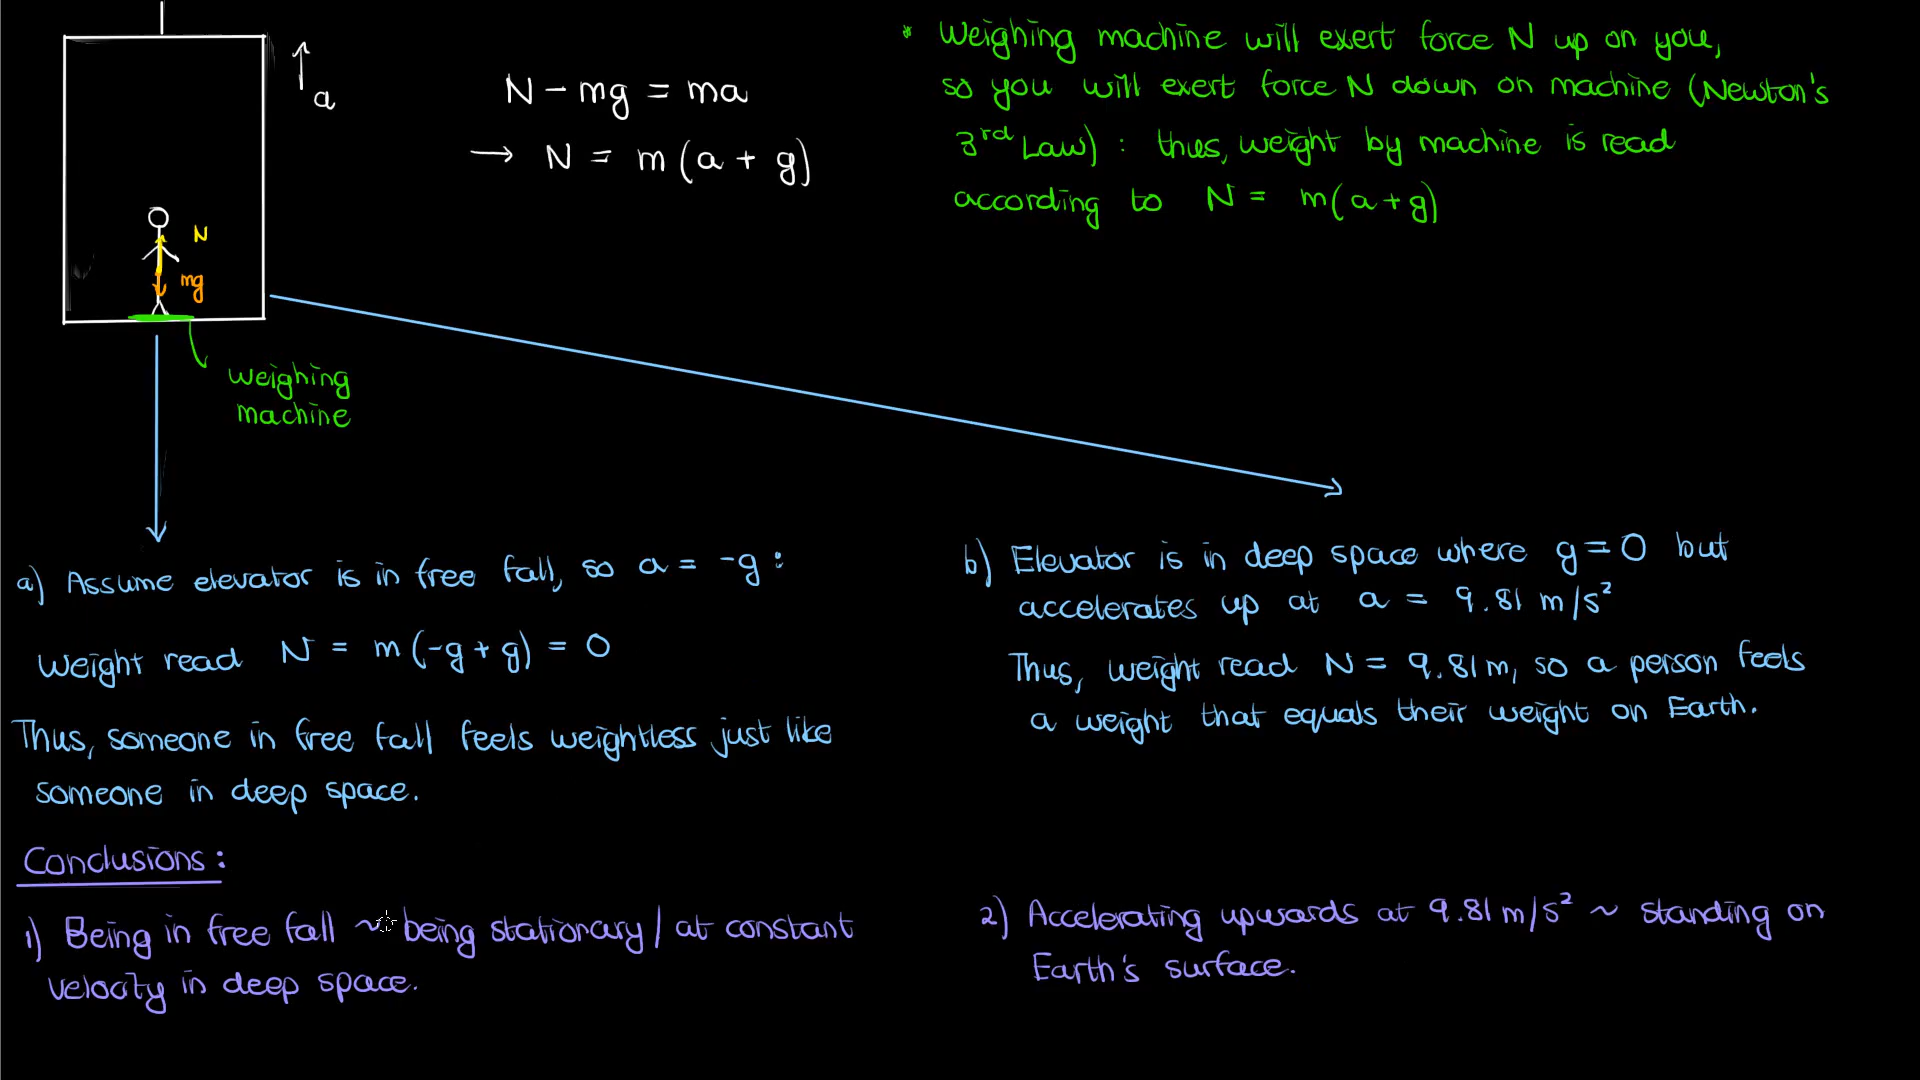 a
N - mg = ma
→ N = m(a + g)
* Weighing machine will exert force N up on you,
so you will exert force N down on machine (Newton's
3rd Law) : thus, weight by machine is read
according to N = m(a+g)
N
mg
weighing
machine
a) Assume elevator is in free fall, so a = -g :
Weight read N = m(-g + g) = 0
Thus, someone in free fall feels weightless just like
someone in deep space.
b) Elevator is in deep space where g = 0 but
accelerates up at a = 9.81 m/s²
Thus, weight read N = 9.81m, so a person feels
a weight that equals their weight on Earth.
Conclusions:
1) Being in free fall ~ being stationary / at constant
velocity in deep space.
2) Accelerating upwards at 9.81 m/s² ~ standing on
Earth's surface.